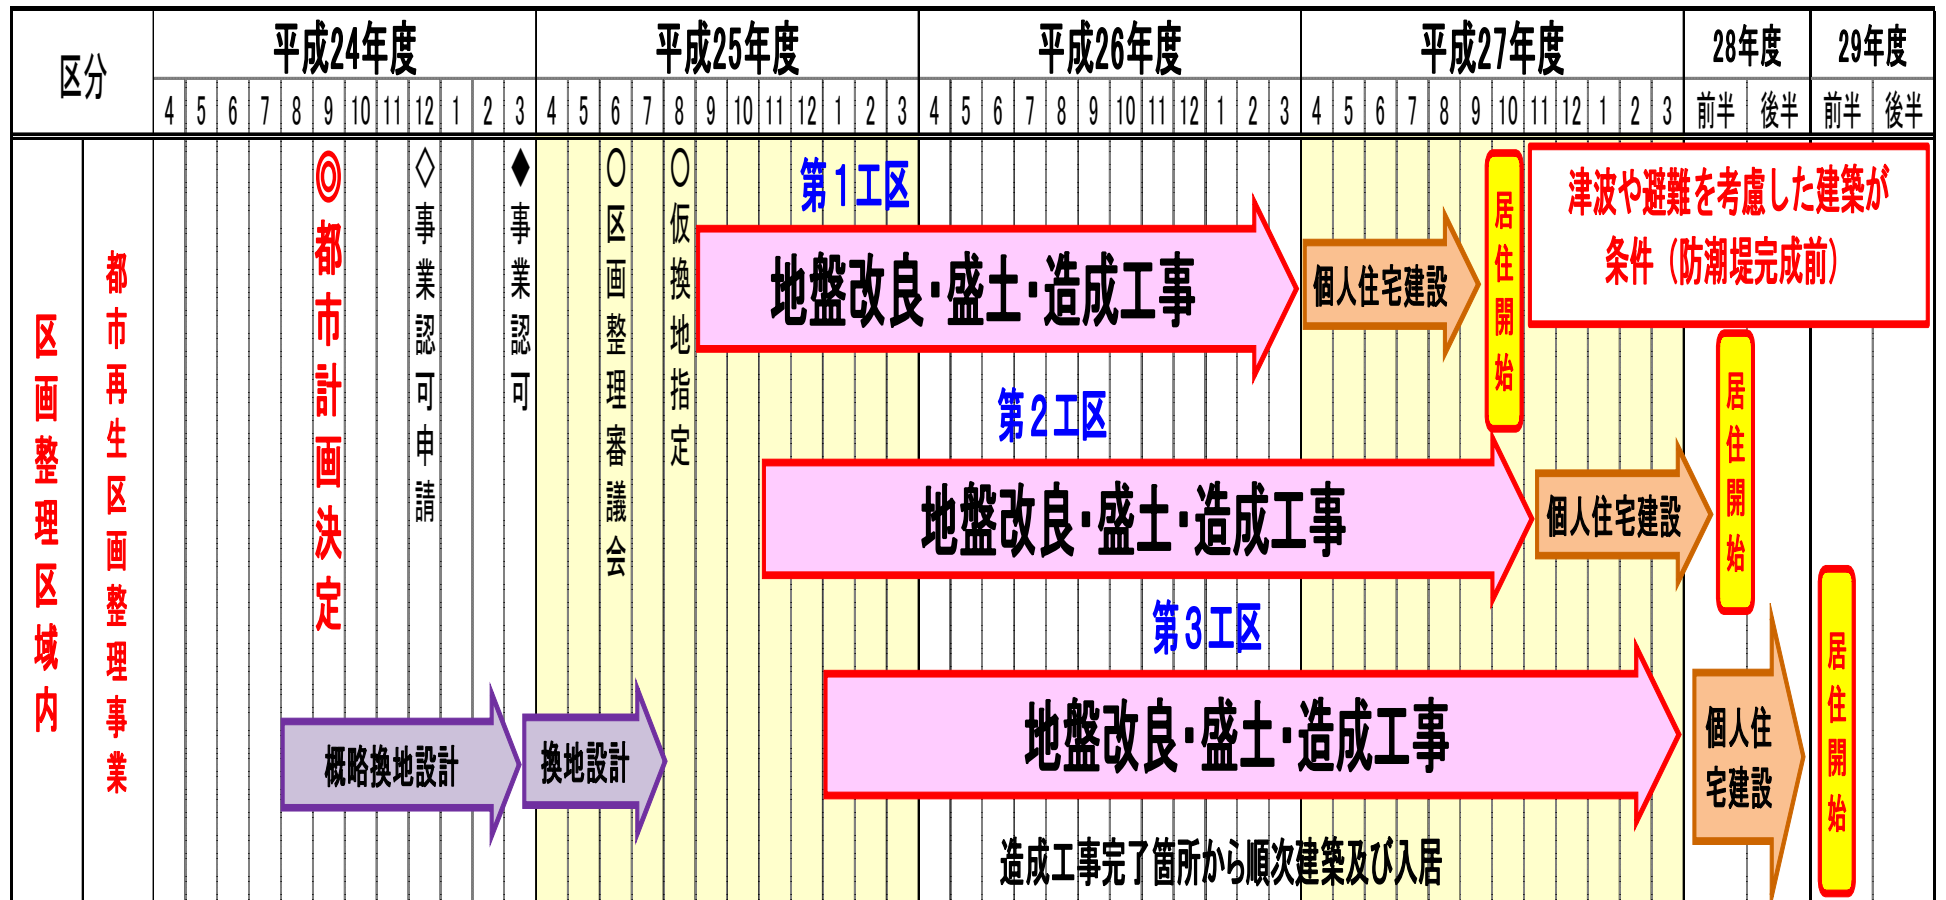 区分
平成24年度
平成25年度
平成26年度
平成27年度
28年度
29年度
4 5 6 7 8 9 10 11 12 1 2 3 4 5 6 7 8 9 10 11 12 1 2 3 4 5 6 7 8 9 10 11 12 1 2 3 4 5 6 7 8 9 10 11 12 1 2 3 前半 後半 前半 後半
区画整理区域内
都市再生区画整理事業
◎都市計画決定
◇事業認可申請
◆事業認可
○区画整理審議会
○仮換地指定
第1工区
地盤改良・盛土・造成工事
個人住宅建設
居住開始
津波や避難を考慮した建築が
条件（防潮堤完成前）
第2工区
地盤改良・盛土・造成工事
個人住宅建設
居住開始
第3工区
地盤改良・盛土・造成工事
個人住
宅建設
居住開始
概略換地設計
換地設計
造成工事完了箇所から順次建築及び入居